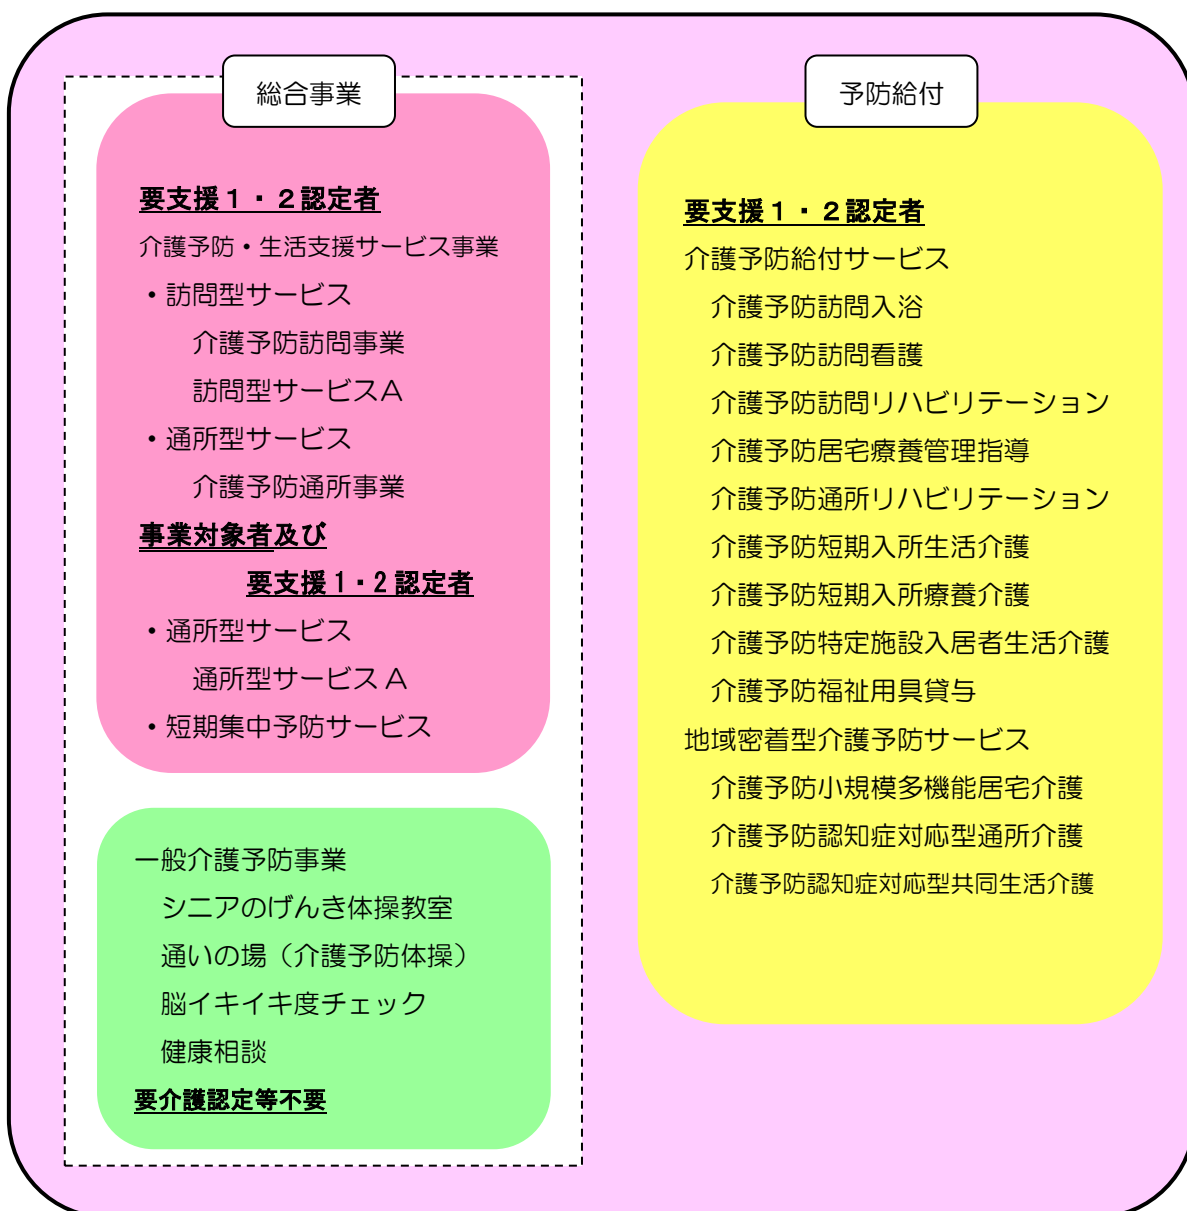 総合事業
要支援１・２認定者
介護予防・生活支援サービス事業
・訪問型サービス
介護予防訪問事業
訪問型サービスＡ
・通所型サービス
介護予防通所事業
事業対象者及び
要支援1・2認定者
・通所型サービス
通所型サービスＡ
・短期集中予防サービス
一般介護予防事業
シニアのげんき体操教室
通いの場（介護予防体操）
脳イキイキ度チェック
健康相談
要介護認定等不要
予防給付
要支援１・２認定者
介護予防給付サービス
介護予防訪問入浴
介護予防訪問看護
介護予防訪問リハビリテーション
介護予防居宅療養管理指導
介護予防通所リハビリテーション
介護予防短期入所生活介護
介護予防短期入所療養介護
介護予防特定施設入居者生活介護
介護予防福祉用具貸与
地域密着型介護予防サービス
介護予防小規模多機能居宅介護
介護予防認知症対応型通所介護
介護予防認知症対応型共同生活介護